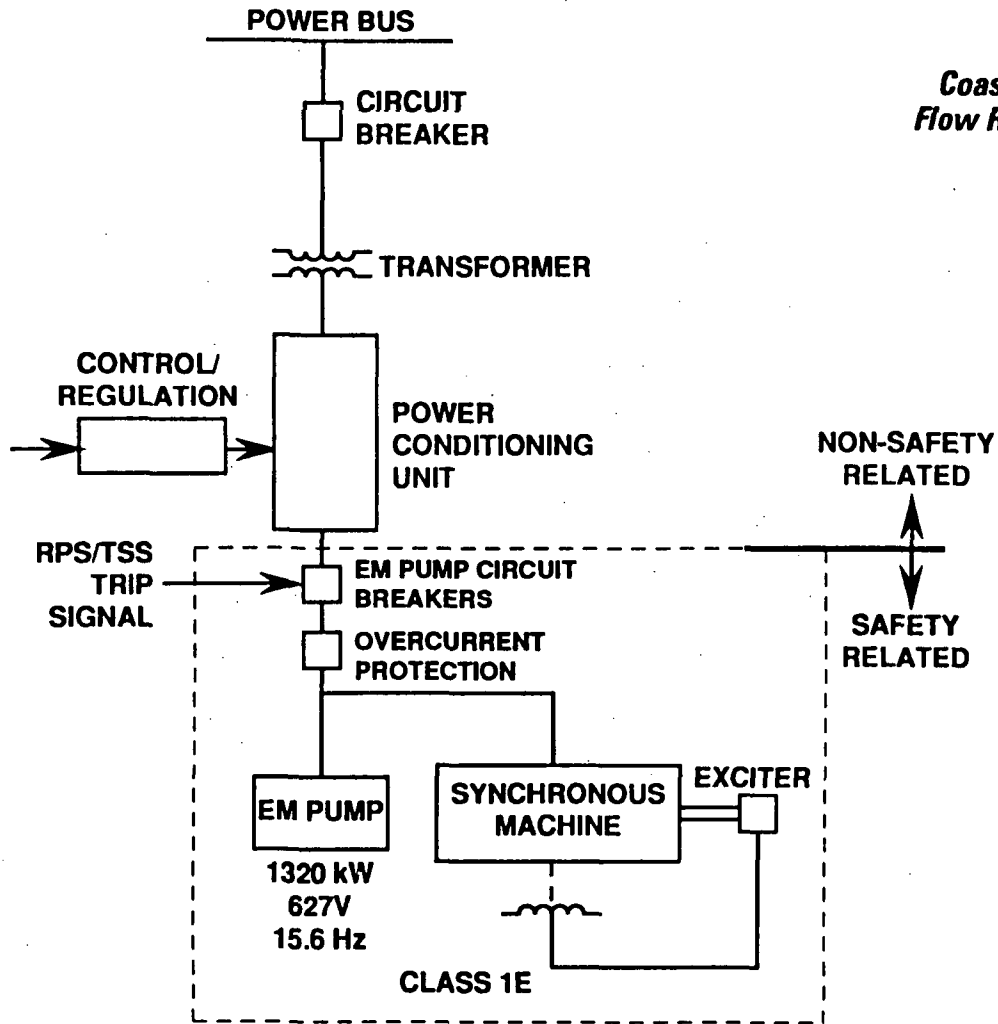 POWER BUS
Coas
Flow
CIRCUIT
BREAKER
TRANSFORMER
CONTROL/
REGULATION
POWER
CONDITIONING
UNIT
NON-SAFETY
RELATED
RPS/TSS
TRIP
SIGNAL
EM PUMP CIRCUIT
BREAKERS
OVERCURRENT
PROTECTION
SAFETY
RELATED
EM PUMP
1320 kW
627V
15.6 Hz
SYNCHRONOUS
MACHINE
EXCITER
CLASS 1E